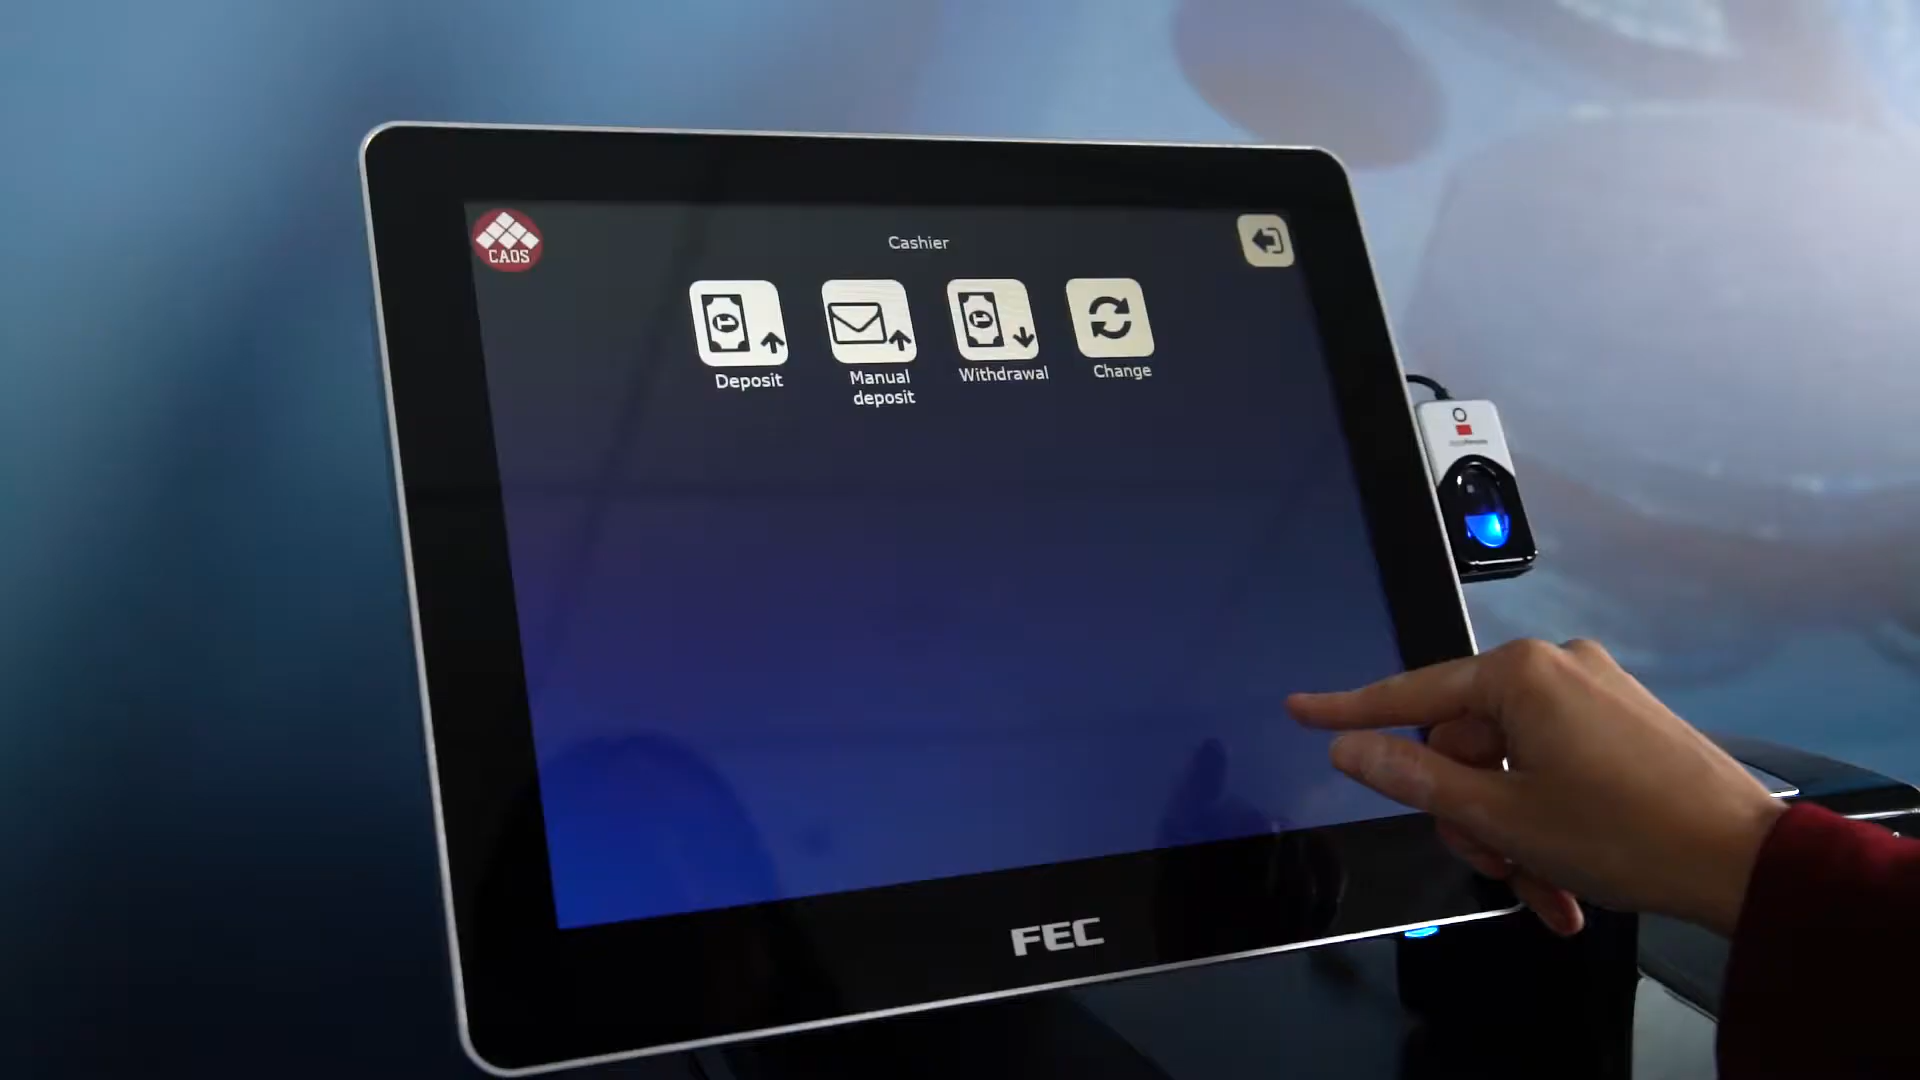 CAOS
Cashier
Deposit
Manual
deposit
Withdrawal
Change
FEC